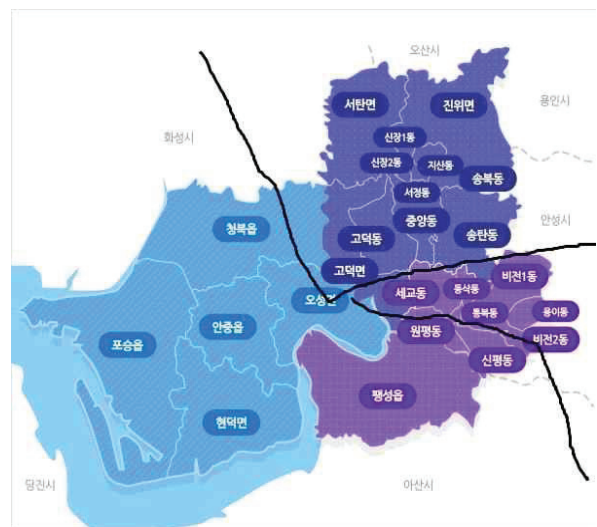 오산시
용인시
화성시
안성시
서탄면
진위면
신장1동
신장2동
지산동
송북동
서정동
중앙동
송탄동
고덕동
고덕면
청북읍
오성
안중읍
포승읍
현덕면
세교동
동삭동
비전1동
통복동
용이동
원평동
비전2동
신평동
팽성읍
당진시
아산시